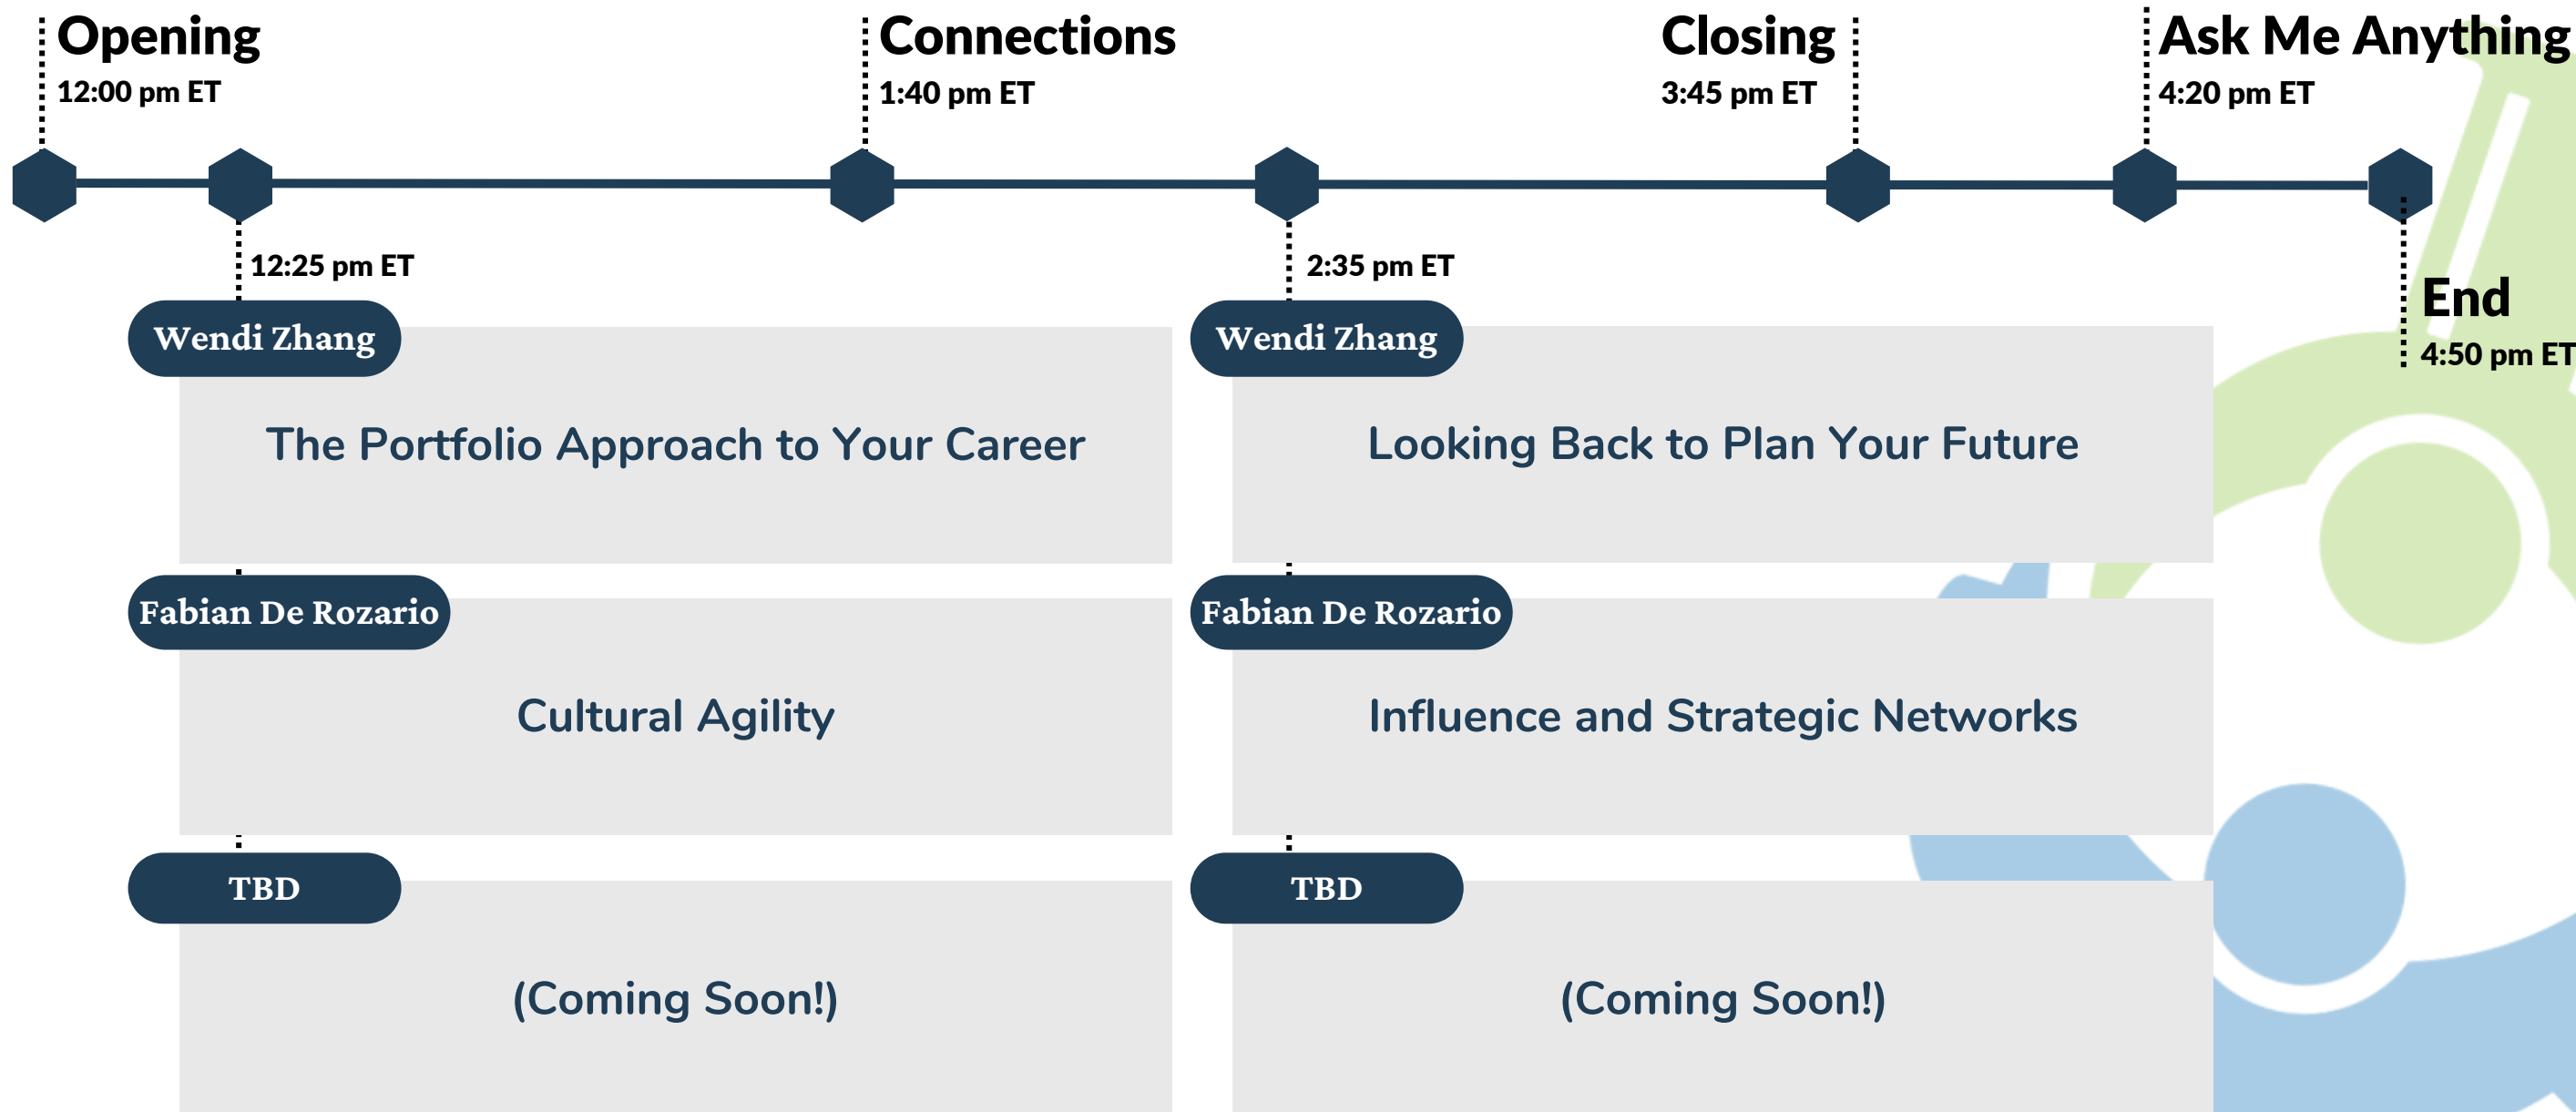 Opening
12:00 pm ET
Connections
1:40 pm ET
Closing
3:45 pm ET
Ask Me Anything
4:20 pm ET
12:25 pm ET
2:35 pm ET
End
4:50 pm ET
Wendi Zhang
The Portfolio Approach to Your Career
Wendi Zhang
Looking Back to Plan Your Future
Fabian De Rozario
Cultural Agility
Fabian De Rozario
Influence and Strategic Networks
TBD
(Coming Soon!)
TBD
(Coming Soon!)